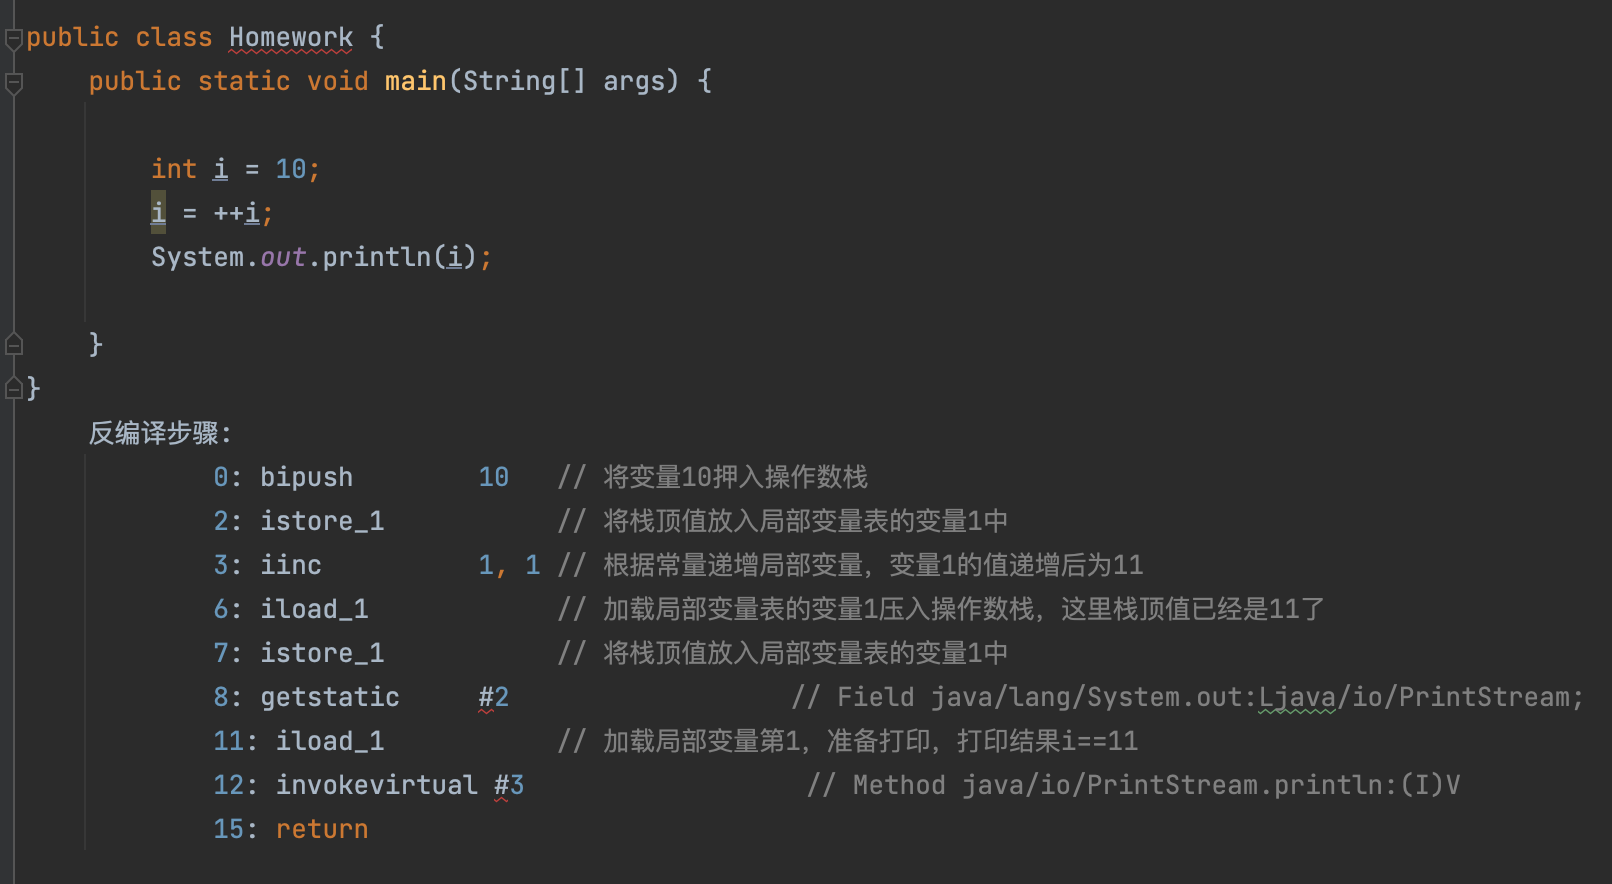 public class Homework {
public static void main(String[] args) {
int i = 10;
i = ++i;
System.out.println(i);
}
}
反编译步骤:
0: bipush 10 // 将变量10押入操作数栈
2: istore_1 // 将栈顶值放入局部变量表的变量1中
3: iinc 1, 1 // 根据常量递增局部变量，变量1的值递增后为11
6: iload_1 // 加载局部变量表的变量1压入操作数栈，这里栈顶值已经是11了
7: istore_1 // 将栈顶值放入局部变量表的变量1中
8: getstatic #2 // Field java/lang/System.out:Ljava/io/PrintStream;
11: iload_1 // 加载局部变量第1，准备打印，打印结果i==11
12: invokevirtual #3 // Method java/io/PrintStream.println:(I)V
15: return